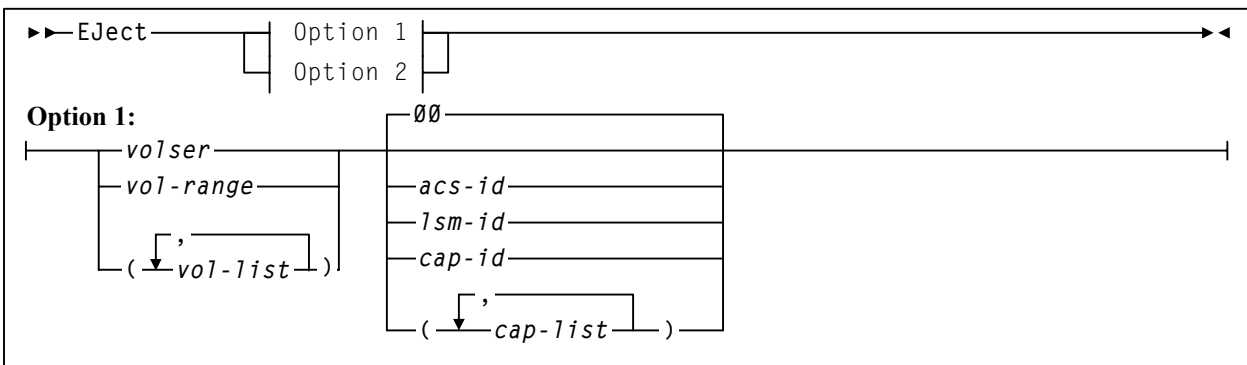 EJect Option 1
Option 2
Option 1:
ØØ
volser
vol-range acs-id
lsm-id
, cap-id
( vol-list ) ,
( cap-list )